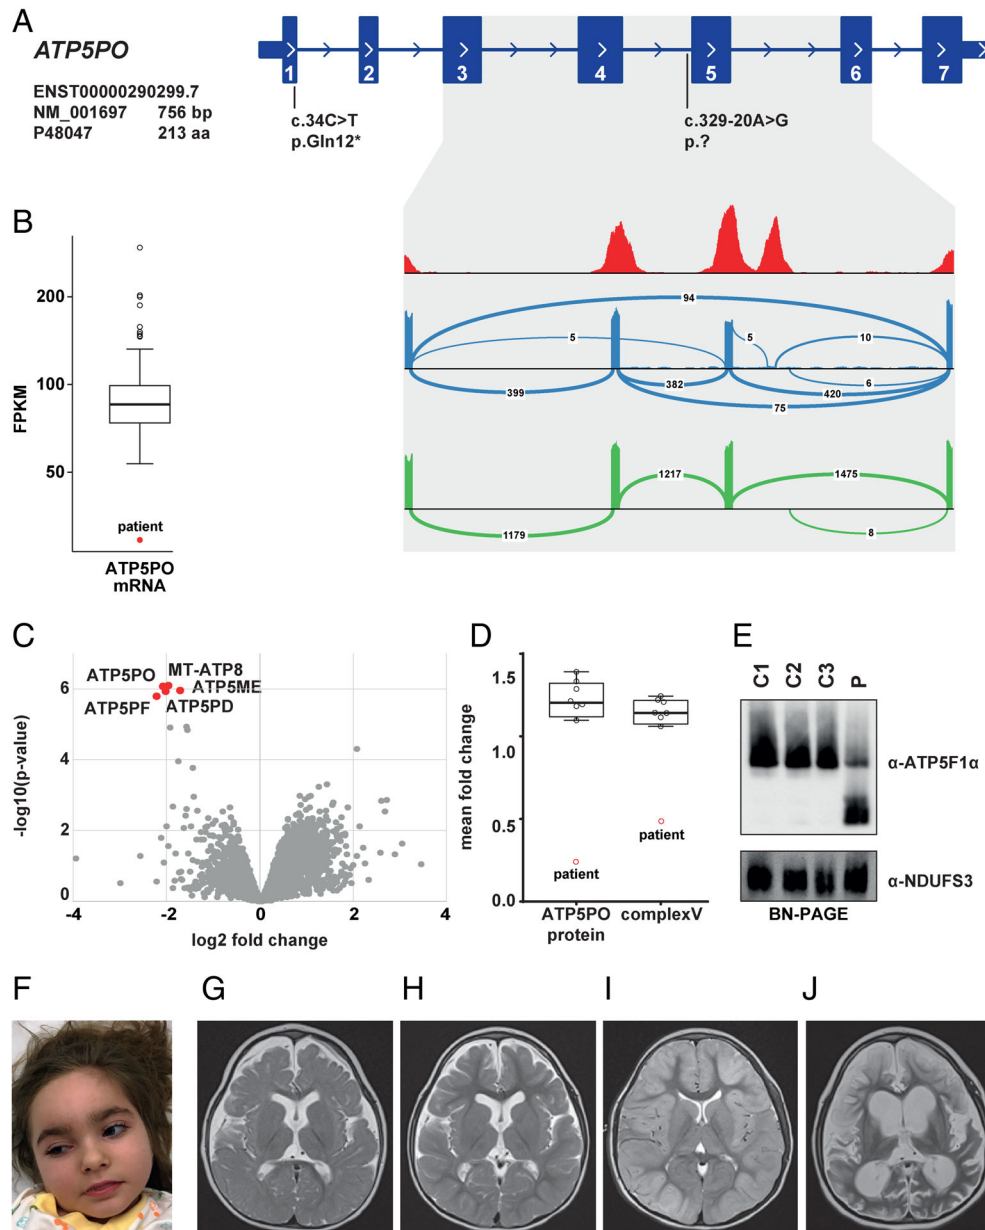 A
ATP5PO
ENST00000290299.7
NM_001697 756 bp
P48047 213 aa
1 2 3 4 5 6 7
c.34C>T
p.Gln12*
c.329-20A>G
p.?
94
5 5 10
399 382 420 6
75
1217 1475
1179 8
B
FPKM
200
100
50
patient
ATP5PO
mRNA
C
-log10(p-value)
6
4
2
0
ATP5PO MT-ATP8
ATP5ME
ATP5PF ATP5PD
-4 -2 0 2 4
log2 fold change
D
mean fold change
1.5
1.0
0.5
0.0
patient
patient
ATP5PO complexV
protein
E
C1 C2 C3 P
α-ATP5F1α
α-NDUFS3
BN-PAGE
F G H I J